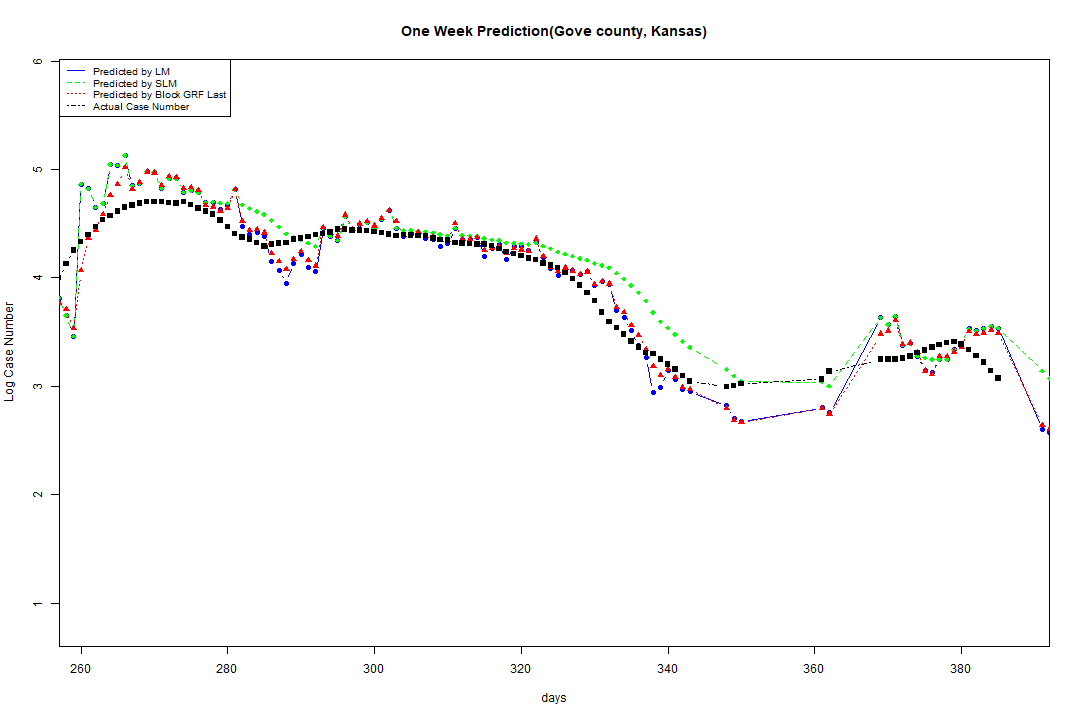 One Week Prediction(Gove county, Kansas)
Predicted by LM
Predicted by SLM
Predicted by Block GRF Last
Actual Case Number
6
5
4
3
2
1
Log Case Number
260 280 300 320 340 360 380
days